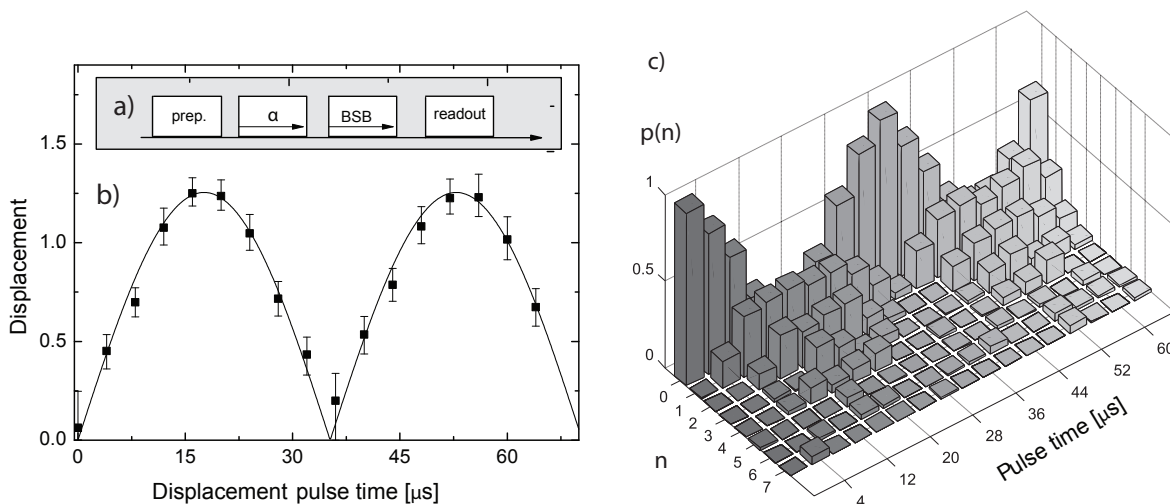 a)
prep.
α
BSB
readout
b)
Displacement
1.5
1.0
0.5
0.0
0
15
30
45
60
Displacement pulse time [µs]
c)
p(n)
1
0.5
0
0
1
2
3
4
5
6
7
n
4
12
20
28
36
44
52
60
Pulse time [µs]